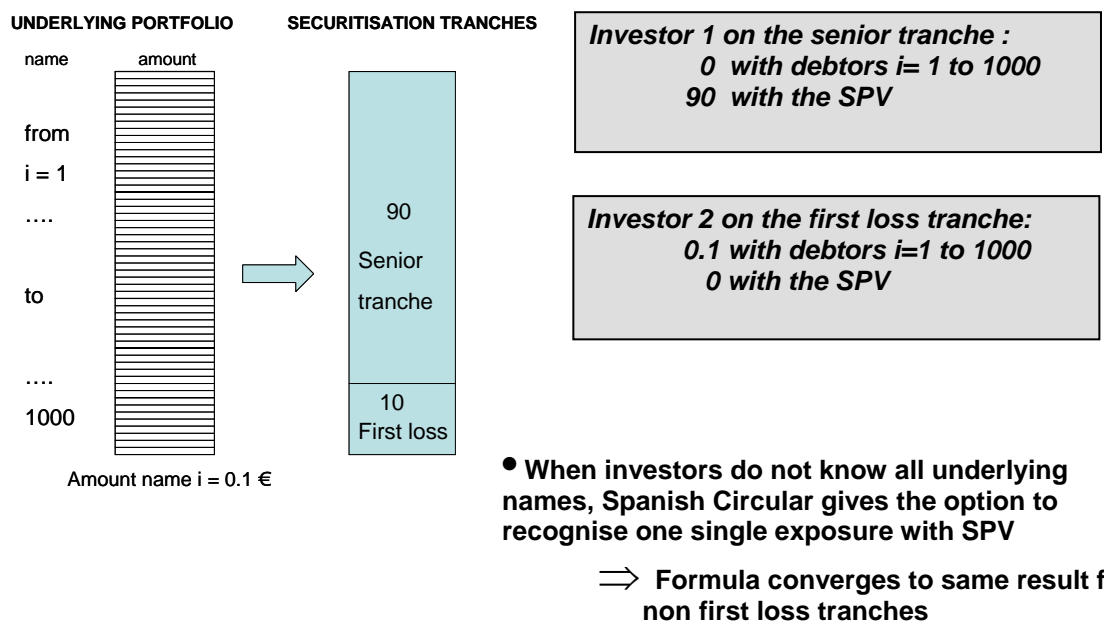 UNDERLYING PORTFOLIO
SECURITISATION TRANCHES
name
amount
from
i = 1
….
to
….
1000
Amount name i = 0.1 €
90
Senior
tranche
10
First loss
Investor 1 on the senior tranche :
0 with debtors i= 1 to 1000
90 with the SPV
Investor 2 on the first loss tranche:
0.1 with debtors i=1 to 1000
0 with the SPV
● When investors do not know all underlying
names, Spanish Circular gives the option to
recognise one single exposure with SPV
⇒ Formula converges to same result f
non first loss tranches